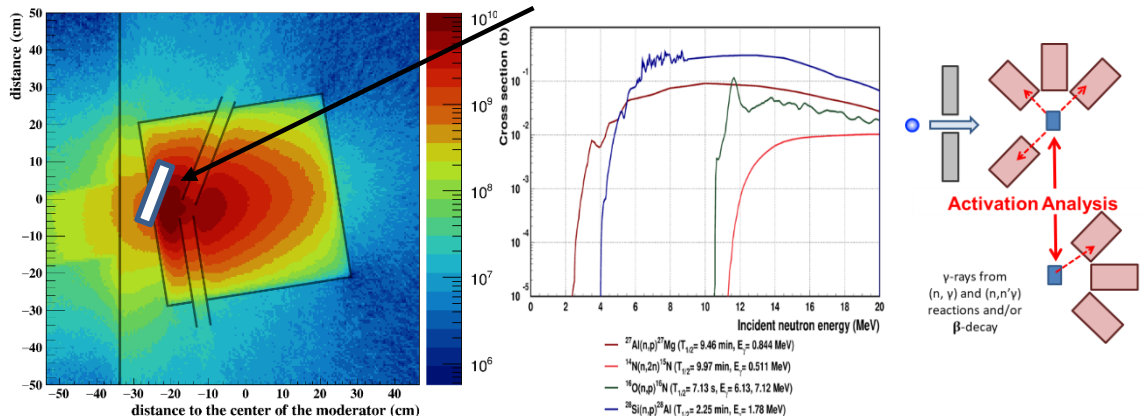 50
40
30
20
10
0
−10
−20
−30
−40
−50
distance (cm)
−50 −40 −30 −20 −10 0 10 20 30 40
distance to the center of the moderator (cm)
10¹⁰
10⁹
10⁸
10⁷
10⁶
Cross section (b)
10⁻¹
10⁻²
10⁻³
10⁻⁴
10⁻⁵
0 2 4 6 8 10 12 14 16 18 20
Incident neutron energy (MeV)
²⁷Al(n,p)²⁷Mg (T₁/₂= 9.46 min, Eᵧ= 0.844 MeV)
¹⁴N(n,2n)¹⁵N (T₁/₂= 9.97 min, Eᵧ= 0.511 MeV)
¹⁶O(n,p)¹⁶N (T₁/₂= 7.13 s, Eᵧ= 6.13, 7.12 MeV)
²⁸Si(n,p)²⁸Al (T₁/₂= 2.25 min, Eᵧ= 1.78 MeV)
Activation Analysis
γ-rays from
(n, γ) and (n,n'γ)
reactions and/or
β-decay